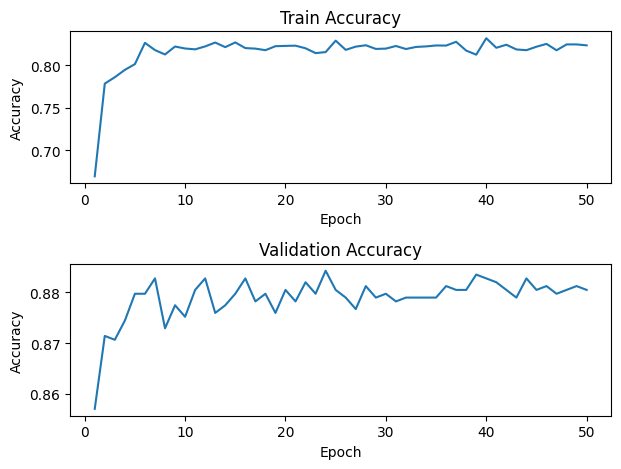 Train Accuracy
Accuracy
0.80
0.75
0.70
0 10 20 30 40 50
Epoch
Validation Accuracy
Accuracy
0.88
0.87
0.86
0 10 20 30 40 50
Epoch